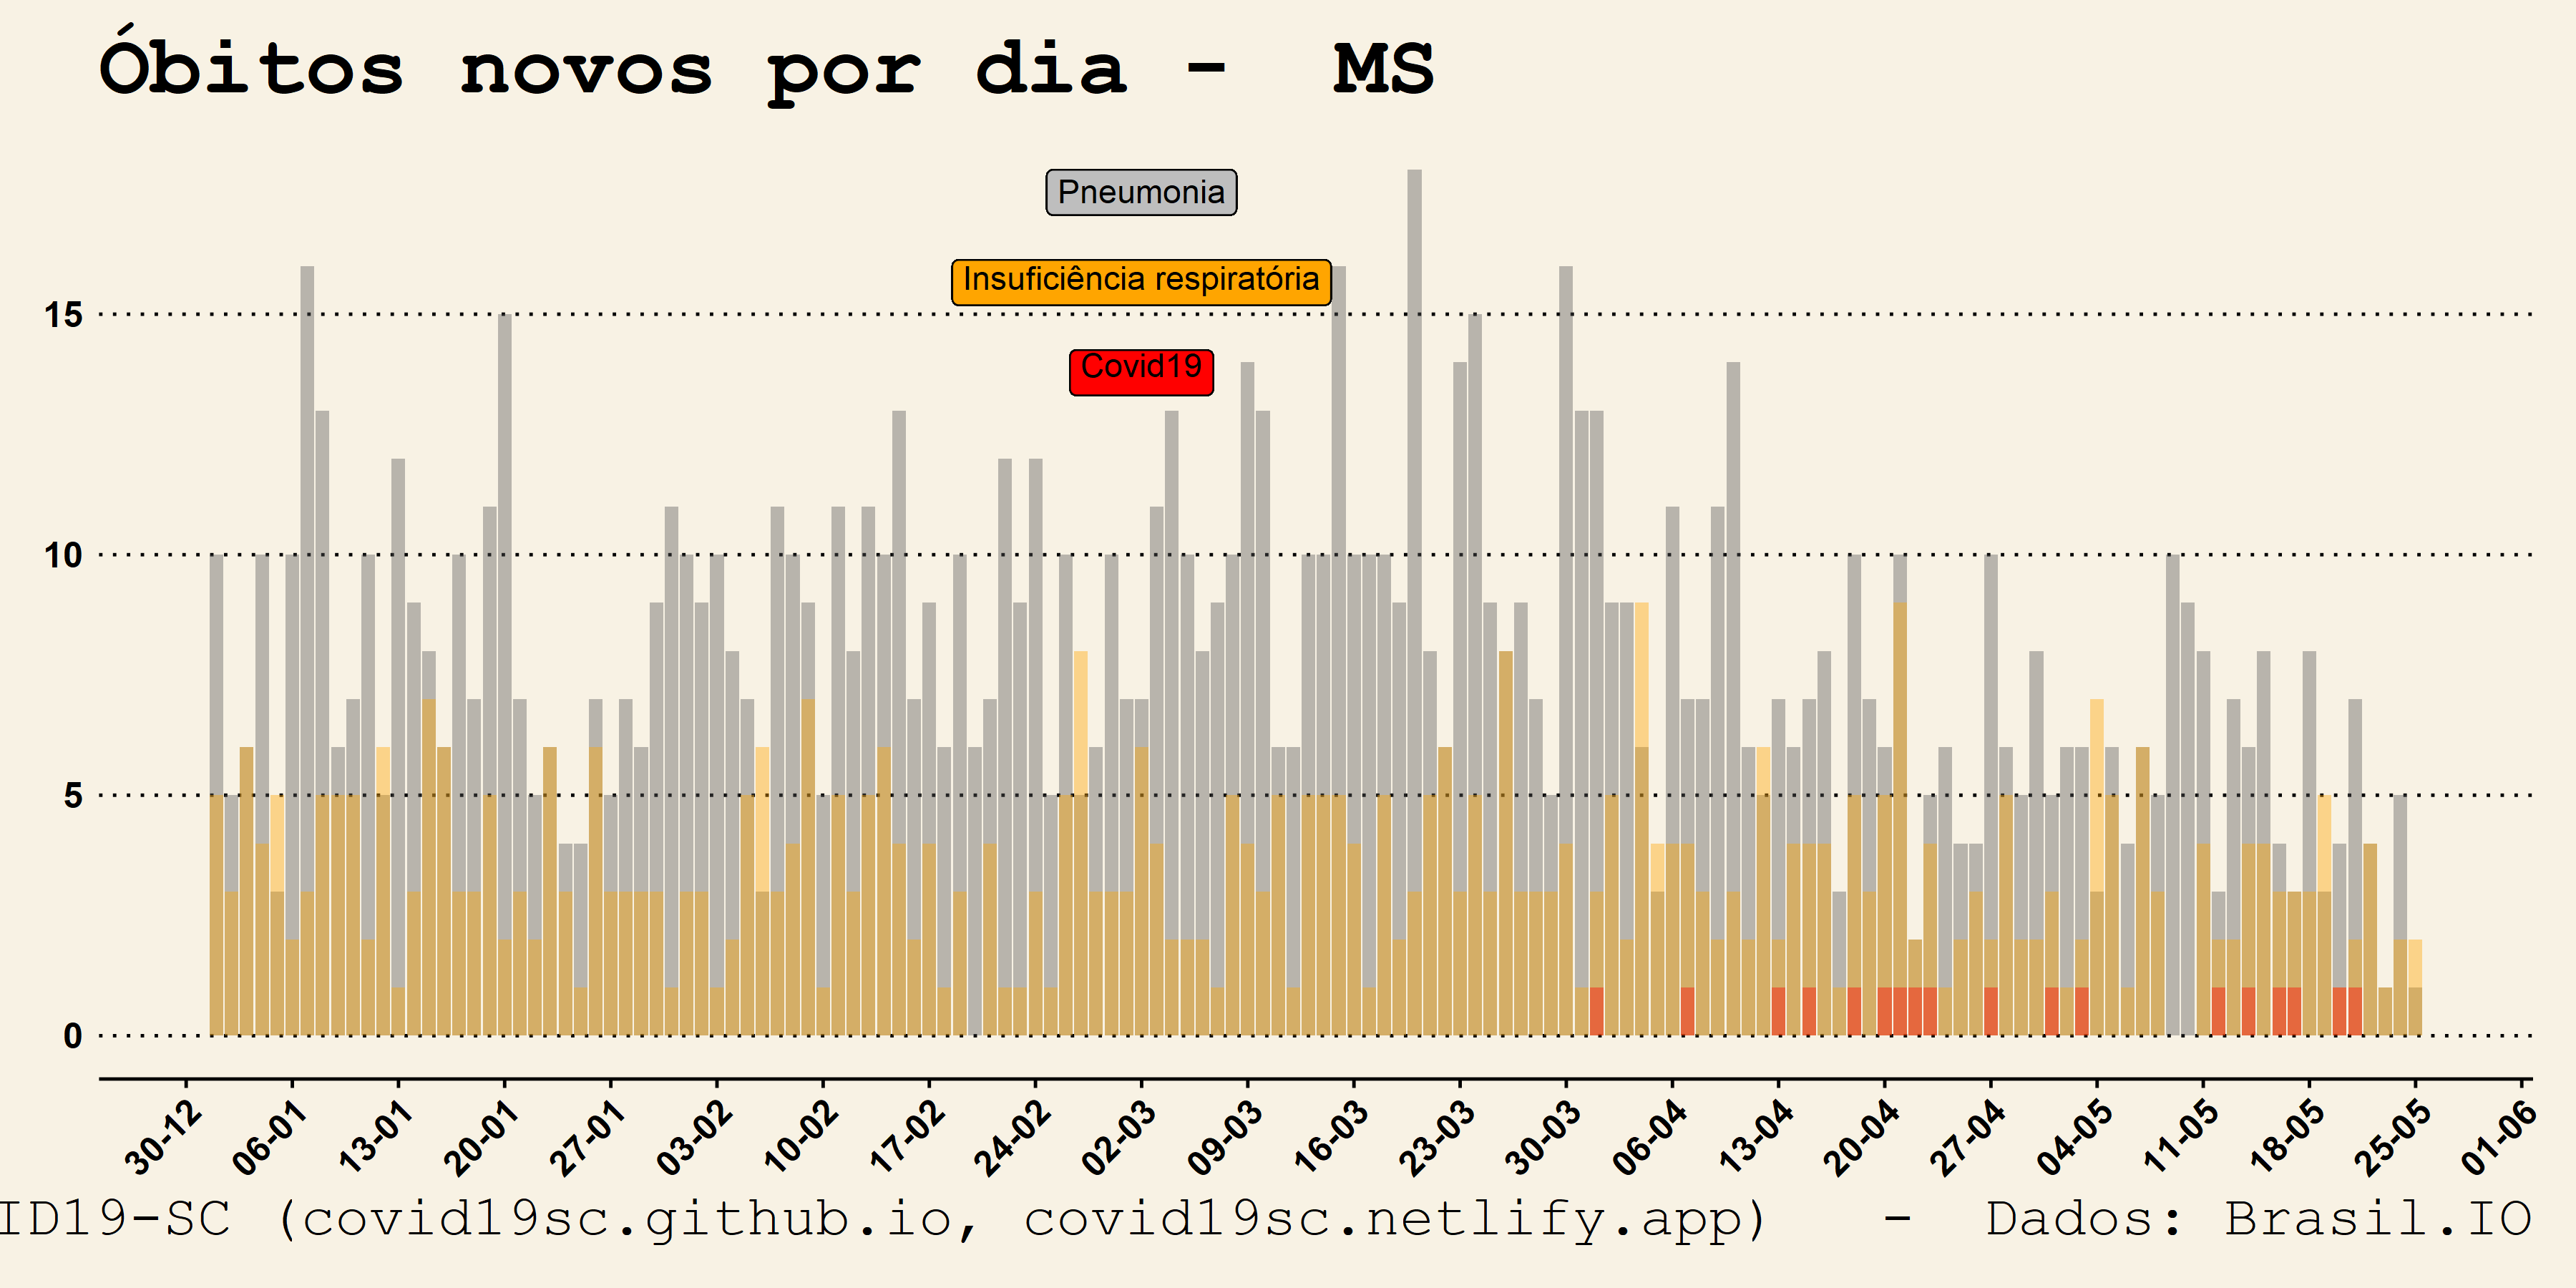 Óbitos novos por dia - MS
Pneumonia
Insuficiência respiratória
Covid19
15
10
5
0
30-12 06-01 13-01 20-01 27-01 03-02 10-02 17-02 24-02 02-03 09-03 16-03 23-03 30-03 06-04 13-04 20-04 27-04 04-05 11-05 18-05 25-05 01-06
ID19-SC (covid19sc.github.io, covid19sc.netlify.app) - Dados: Brasil.IO